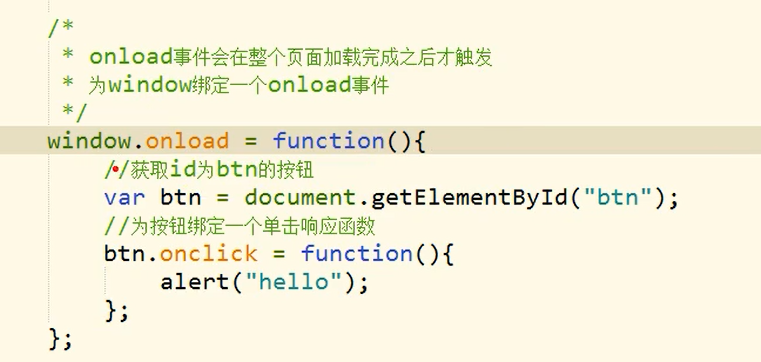 /*
 * onload事件会在整个页面加载完成之后才触发
 * 为window绑定一个onload事件
 */
window.onload = function(){
    //获取id为btn的按钮
    var btn = document.getElementById("btn");
    //为按钮绑定一个单击响应函数
    btn.onclick = function(){
        alert("hello");
    };
};